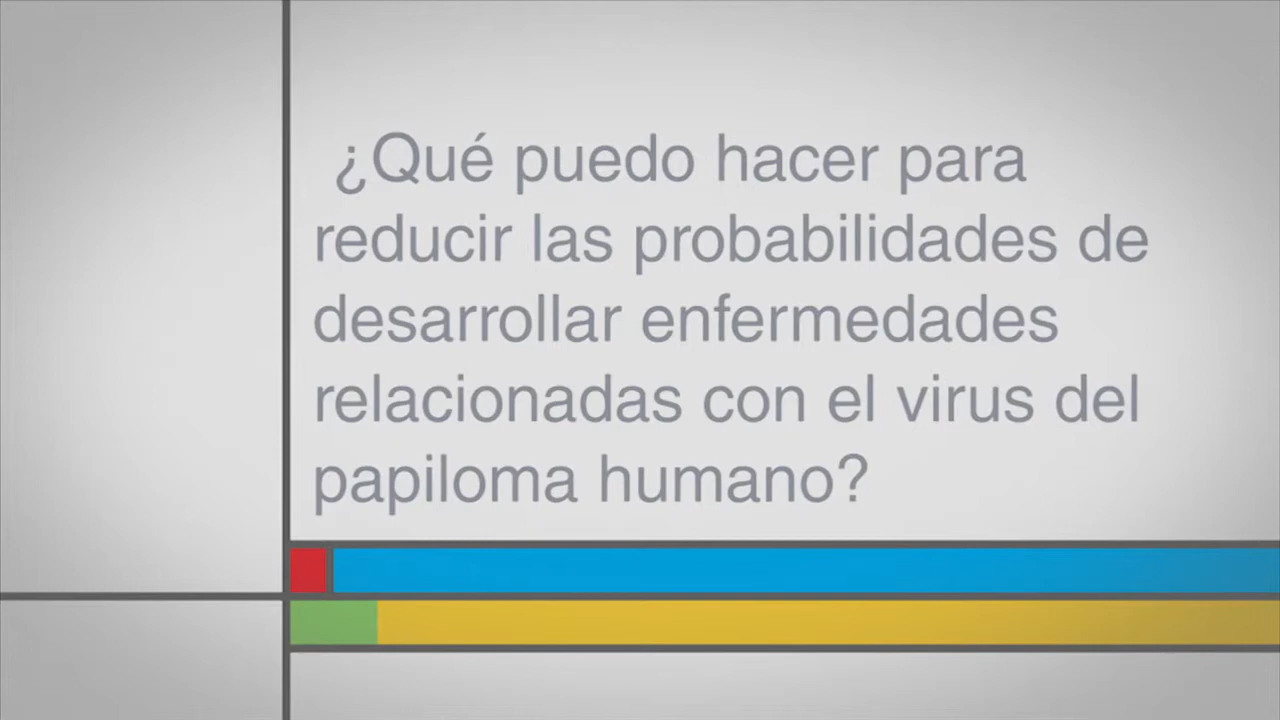 ¿Qué puedo hacer para
reducir las probabilidades de
desarrollar enfermedades
relacionadas con el virus del
papiloma humano?